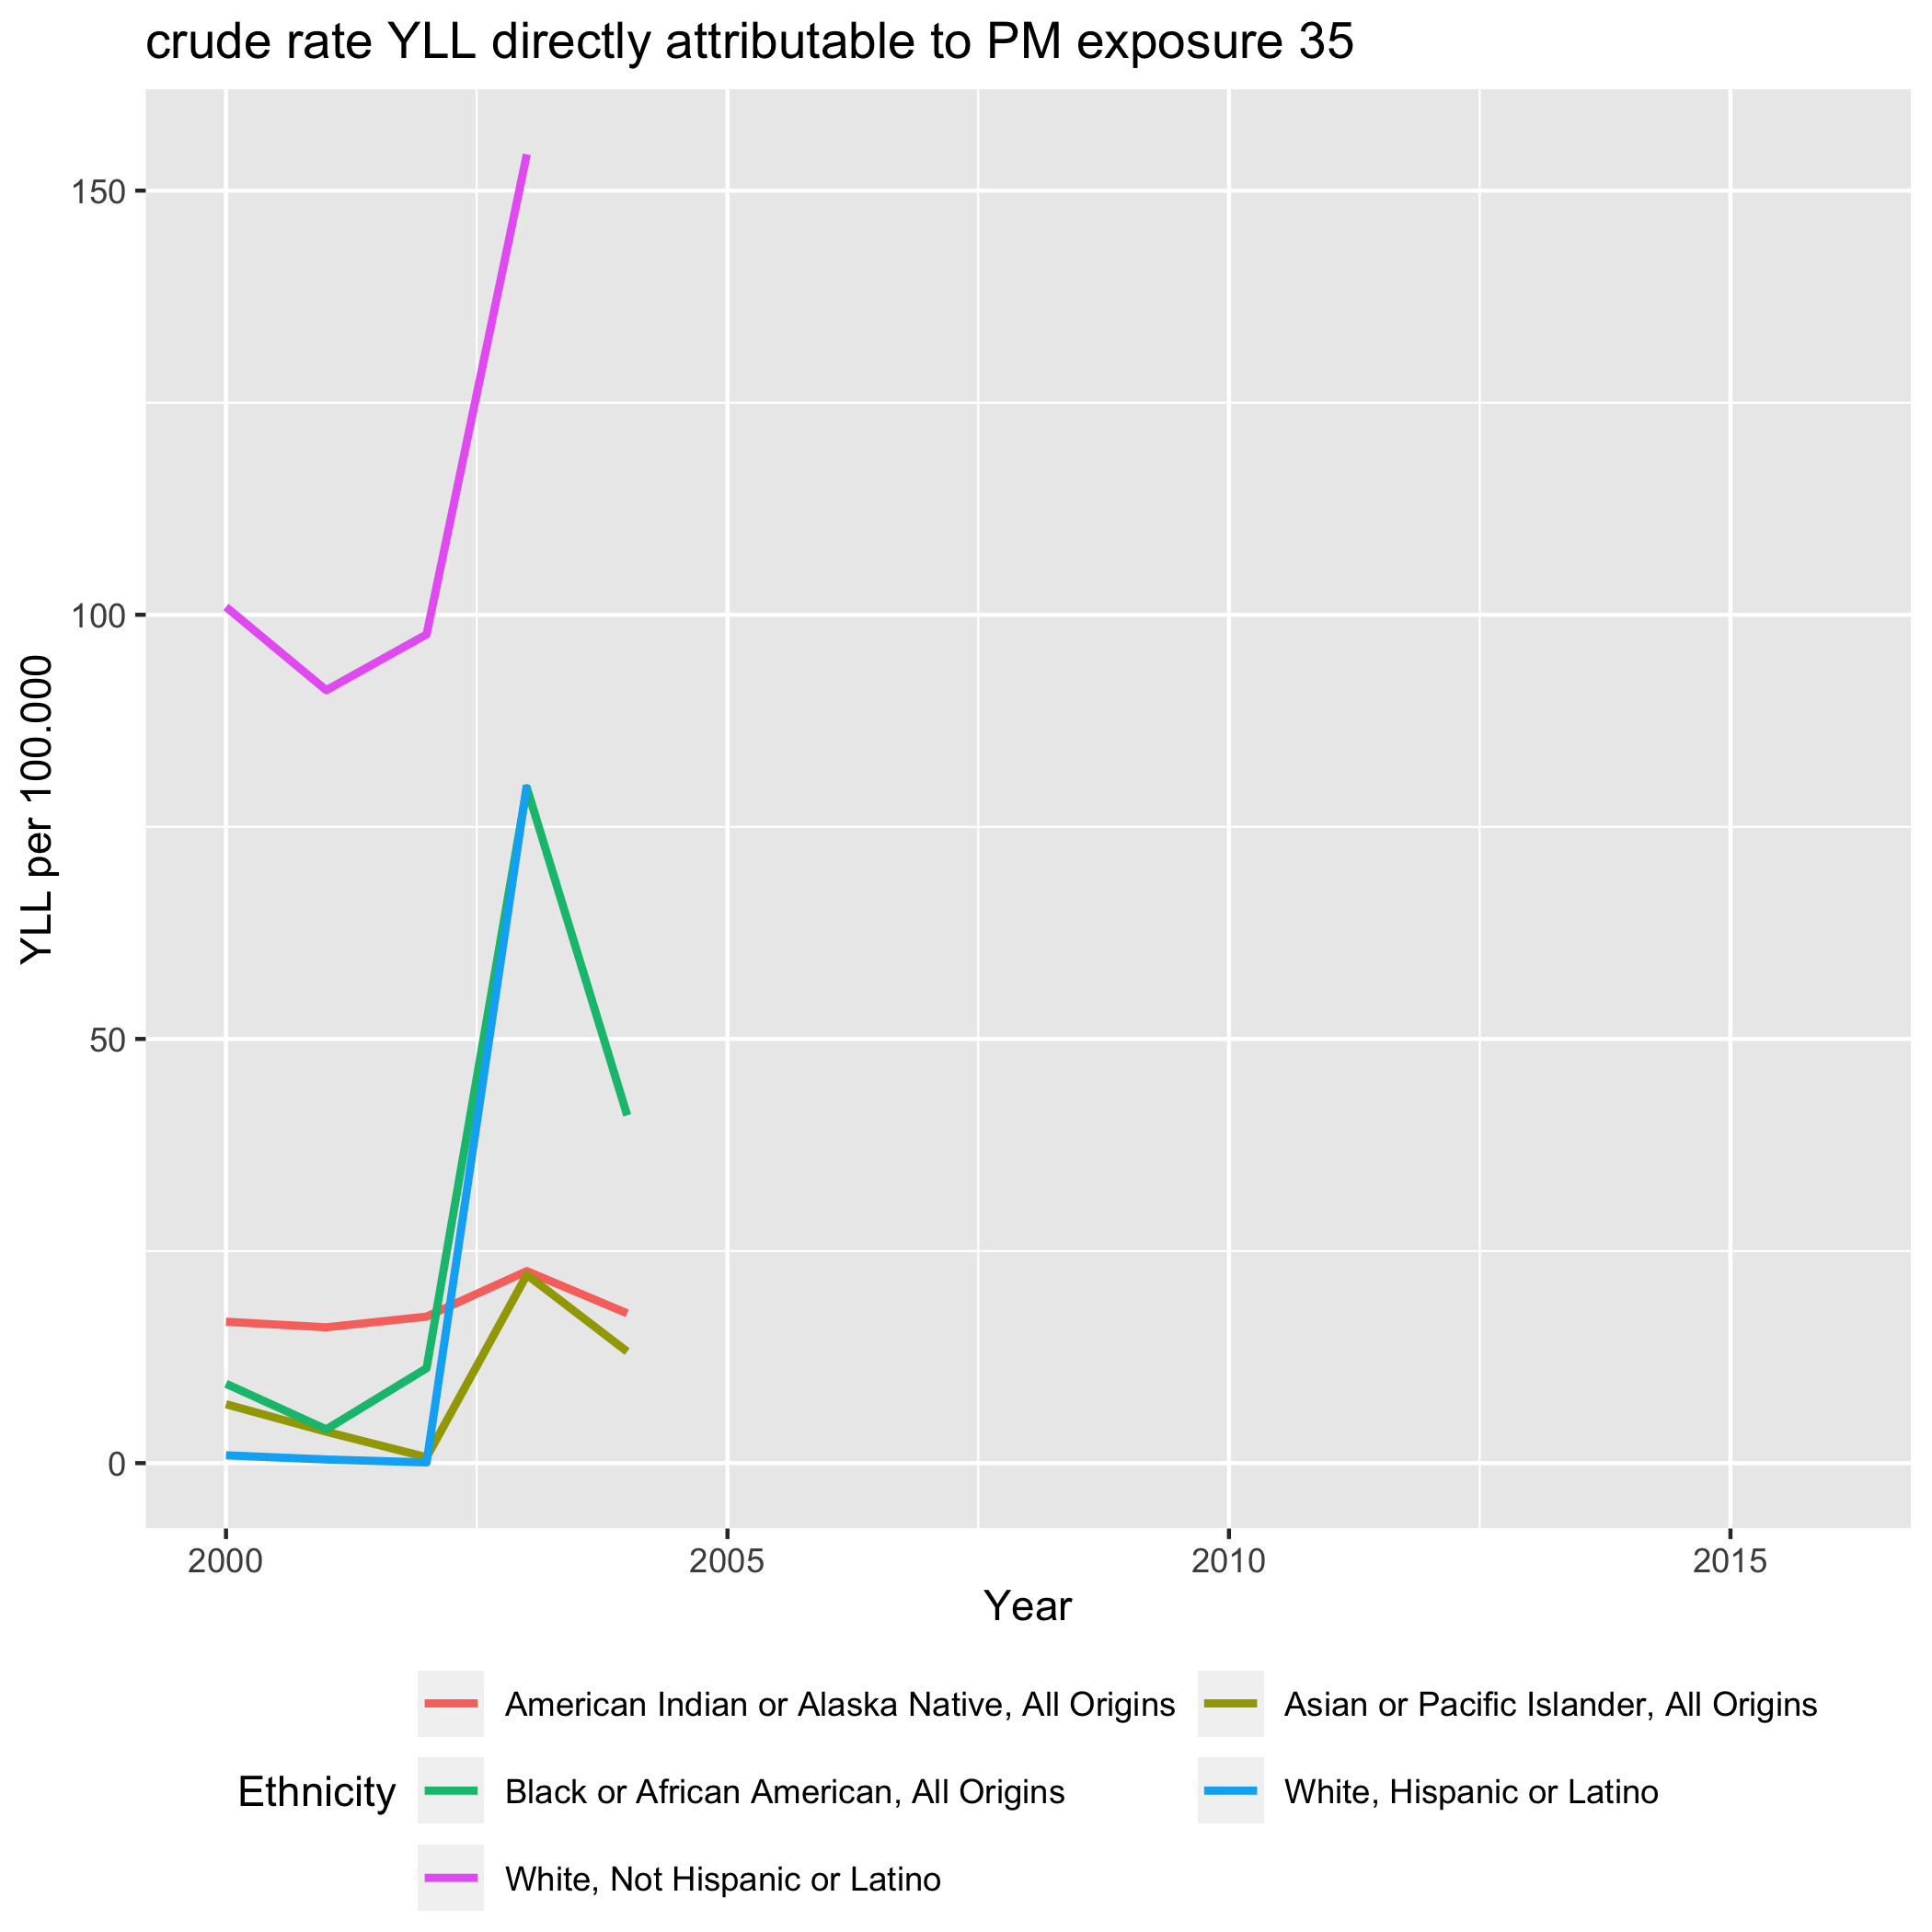 crude rate YLL directly attributable to PM exposure 35
YLL per 100.000
150
100
50
0
2000 2005 2010 2015
Year
Ethnicity
American Indian or Alaska Native, All Origins
Asian or Pacific Islander, All Origins
Black or African American, All Origins
White, Hispanic or Latino
White, Not Hispanic or Latino